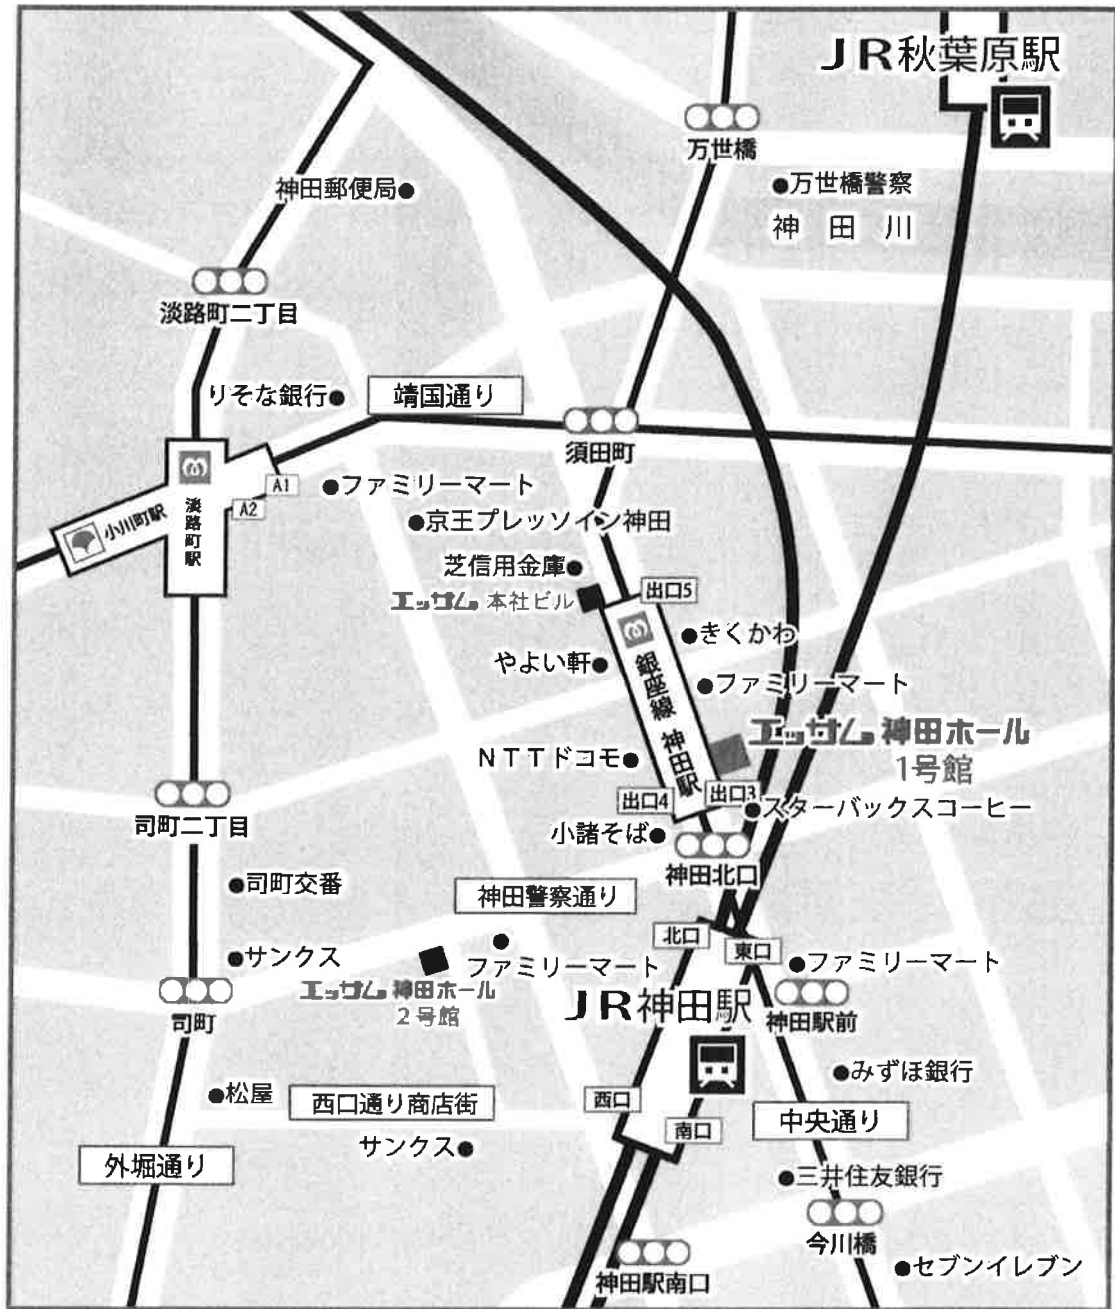 JR秋葉原駅
万世橋
●万世橋警察
神田川
神田郵便局●
淡路町二丁目
りそな銀行●
靖国通り
須田町
A1
A2
小川町駅
淡路町駅
●ファミリーマート
●京王プレッソイン神田
芝信用金庫●
エッサム 本社ビル
出口5
●きくかわ
やよい軒●
銀座線 神田駅
●ファミリーマート
エッサム 神田ホール
1号館
NTTドコモ●
出口4
出口3
●スターバックスコーヒー
小諸そば●
神田北口
司町二丁目
●司町交番
神田警察通り
北口
東口
●サンクス
●
ファミリーマート
●ファミリーマート
エッサム 神田ホール
2号館
司町
JR神田駅
神田駅前
●みずほ銀行
●松屋
西口通り商店街
西口
南口
中央通り
サンクス●
外堀通り
●三井住友銀行
今川橋
神田駅南口
●セブンイレブン